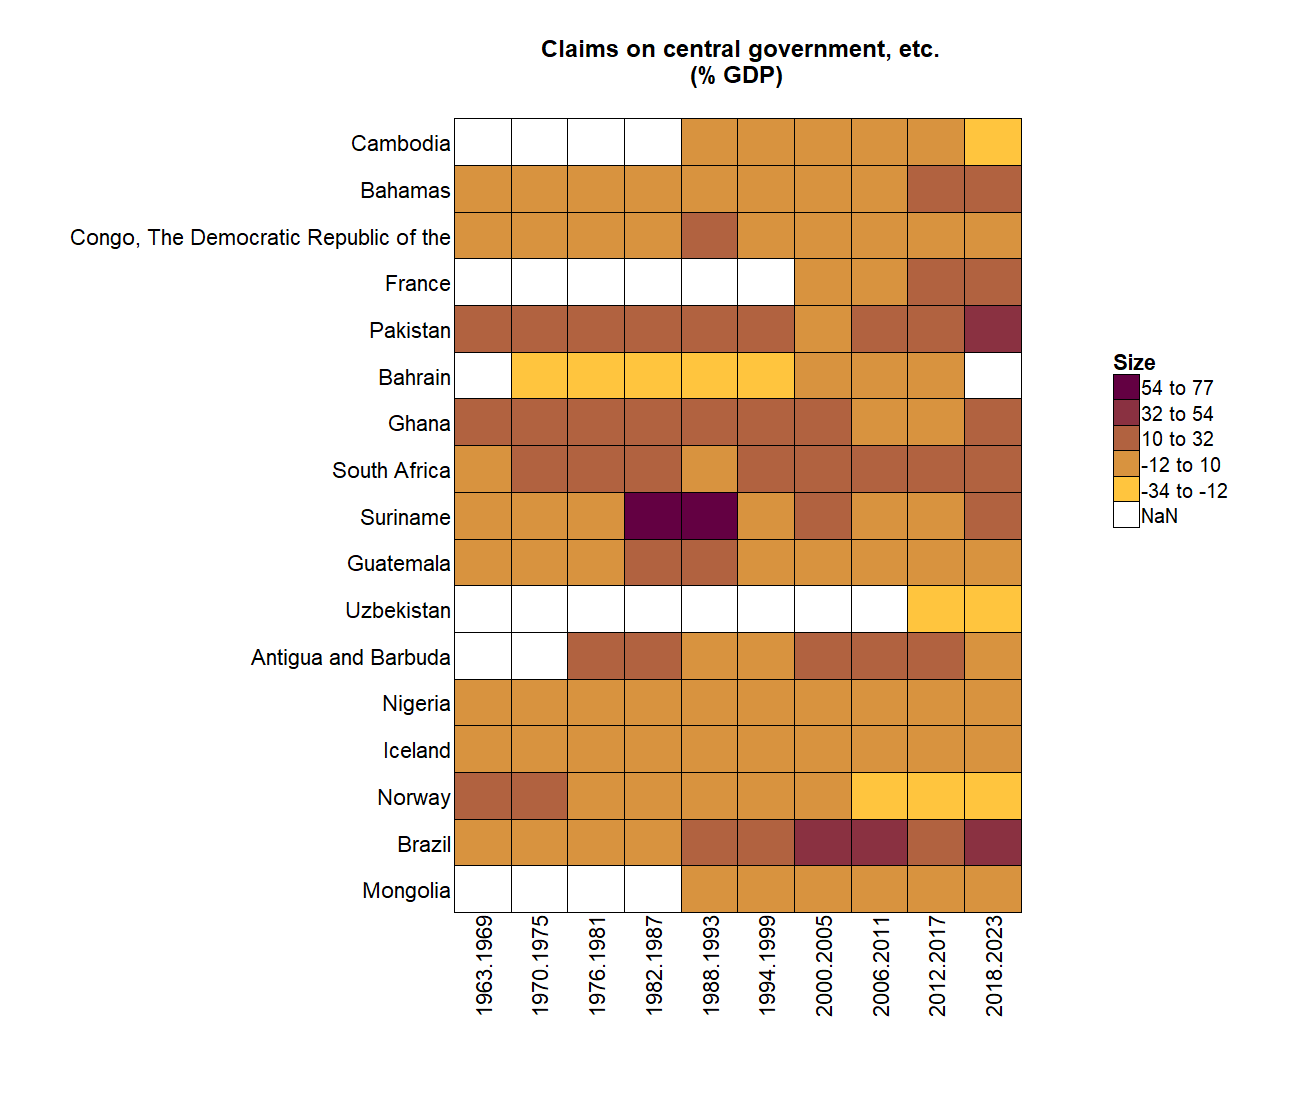 Claims on central government, etc.
(% GDP)
Cambodia
Bahamas
Congo, The Democratic Republic of the
France
Pakistan
Bahrain
Ghana
South Africa
Suriname
Guatemala
Uzbekistan
Antigua and Barbuda
Nigeria
Iceland
Norway
Brazil
Mongolia
1963.1969
1970.1975
1976.1981
1982.1987
1988.1993
1994.1999
2000.2005
2006.2011
2012.2017
2018.2023
Size
54 to 77
32 to 54
10 to 32
-12 to 10
-34 to -12
NaN